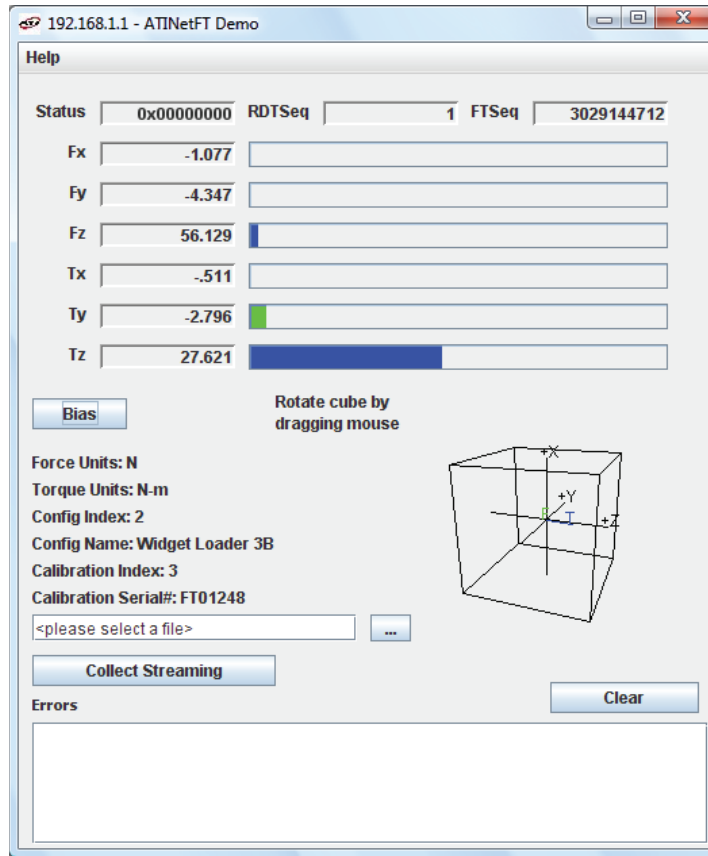 192.168.1.1 - ATINetFT Demo
Help
Status 0x00000000 RDTSeq 1 FTSeq 3029144712
Fx -1.077
Fy -4.347
Fz 56.129
Tx -.511
Ty -2.796
Tz 27.621
Bias
Rotate cube by
dragging mouse
Force Units: N
Torque Units: N-m
Config Index: 2
Config Name: Widget Loader 3B
Calibration Index: 3
Calibration Serial#: FT01248
+X
+Y
F
T
+Z
<please select a file>
...
Collect Streaming
Clear
Errors